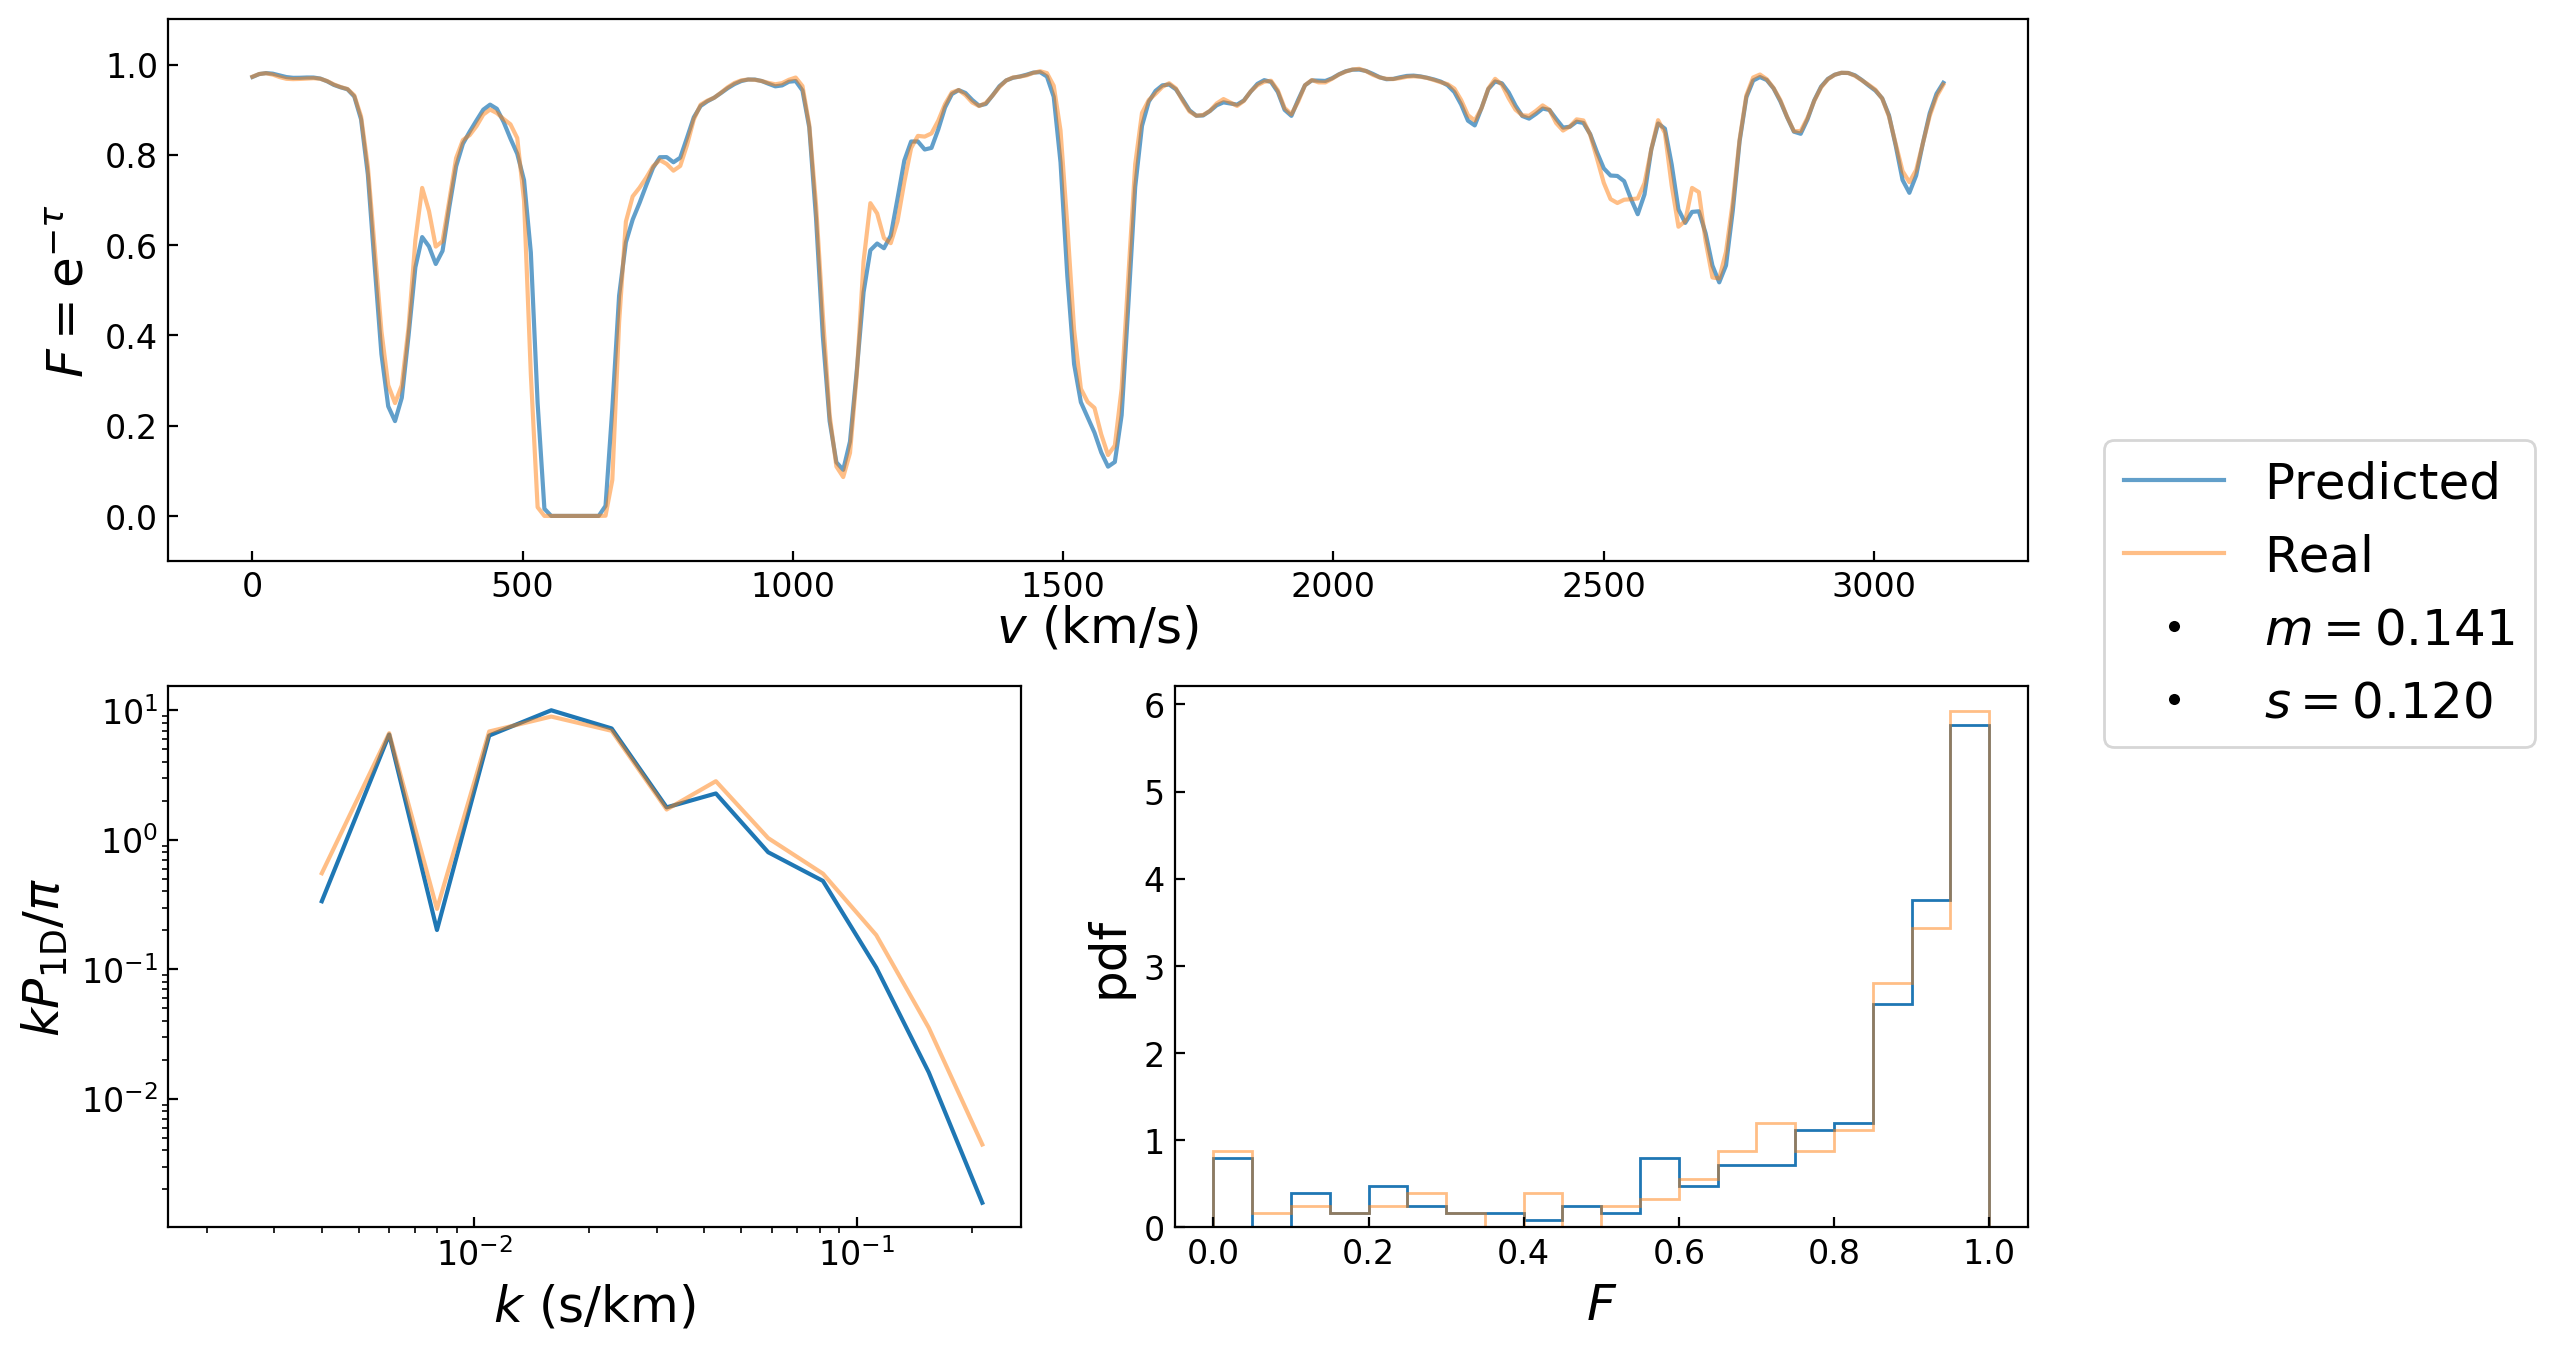 F = e^{−τ}
1.0
0.8
0.6
0.4
0.2
0.0
0 500 1000 1500 2000 2500 3000
v (km/s)
Predicted
Real
m = 0.141
s = 0.120
kP_{1D}/π
10^1
10^0
10^{−1}
10^{−2}
10^{−2} 10^{−1}
k (s/km)
pdf
6
5
4
3
2
1
0
0.0 0.2 0.4 0.6 0.8 1.0
F